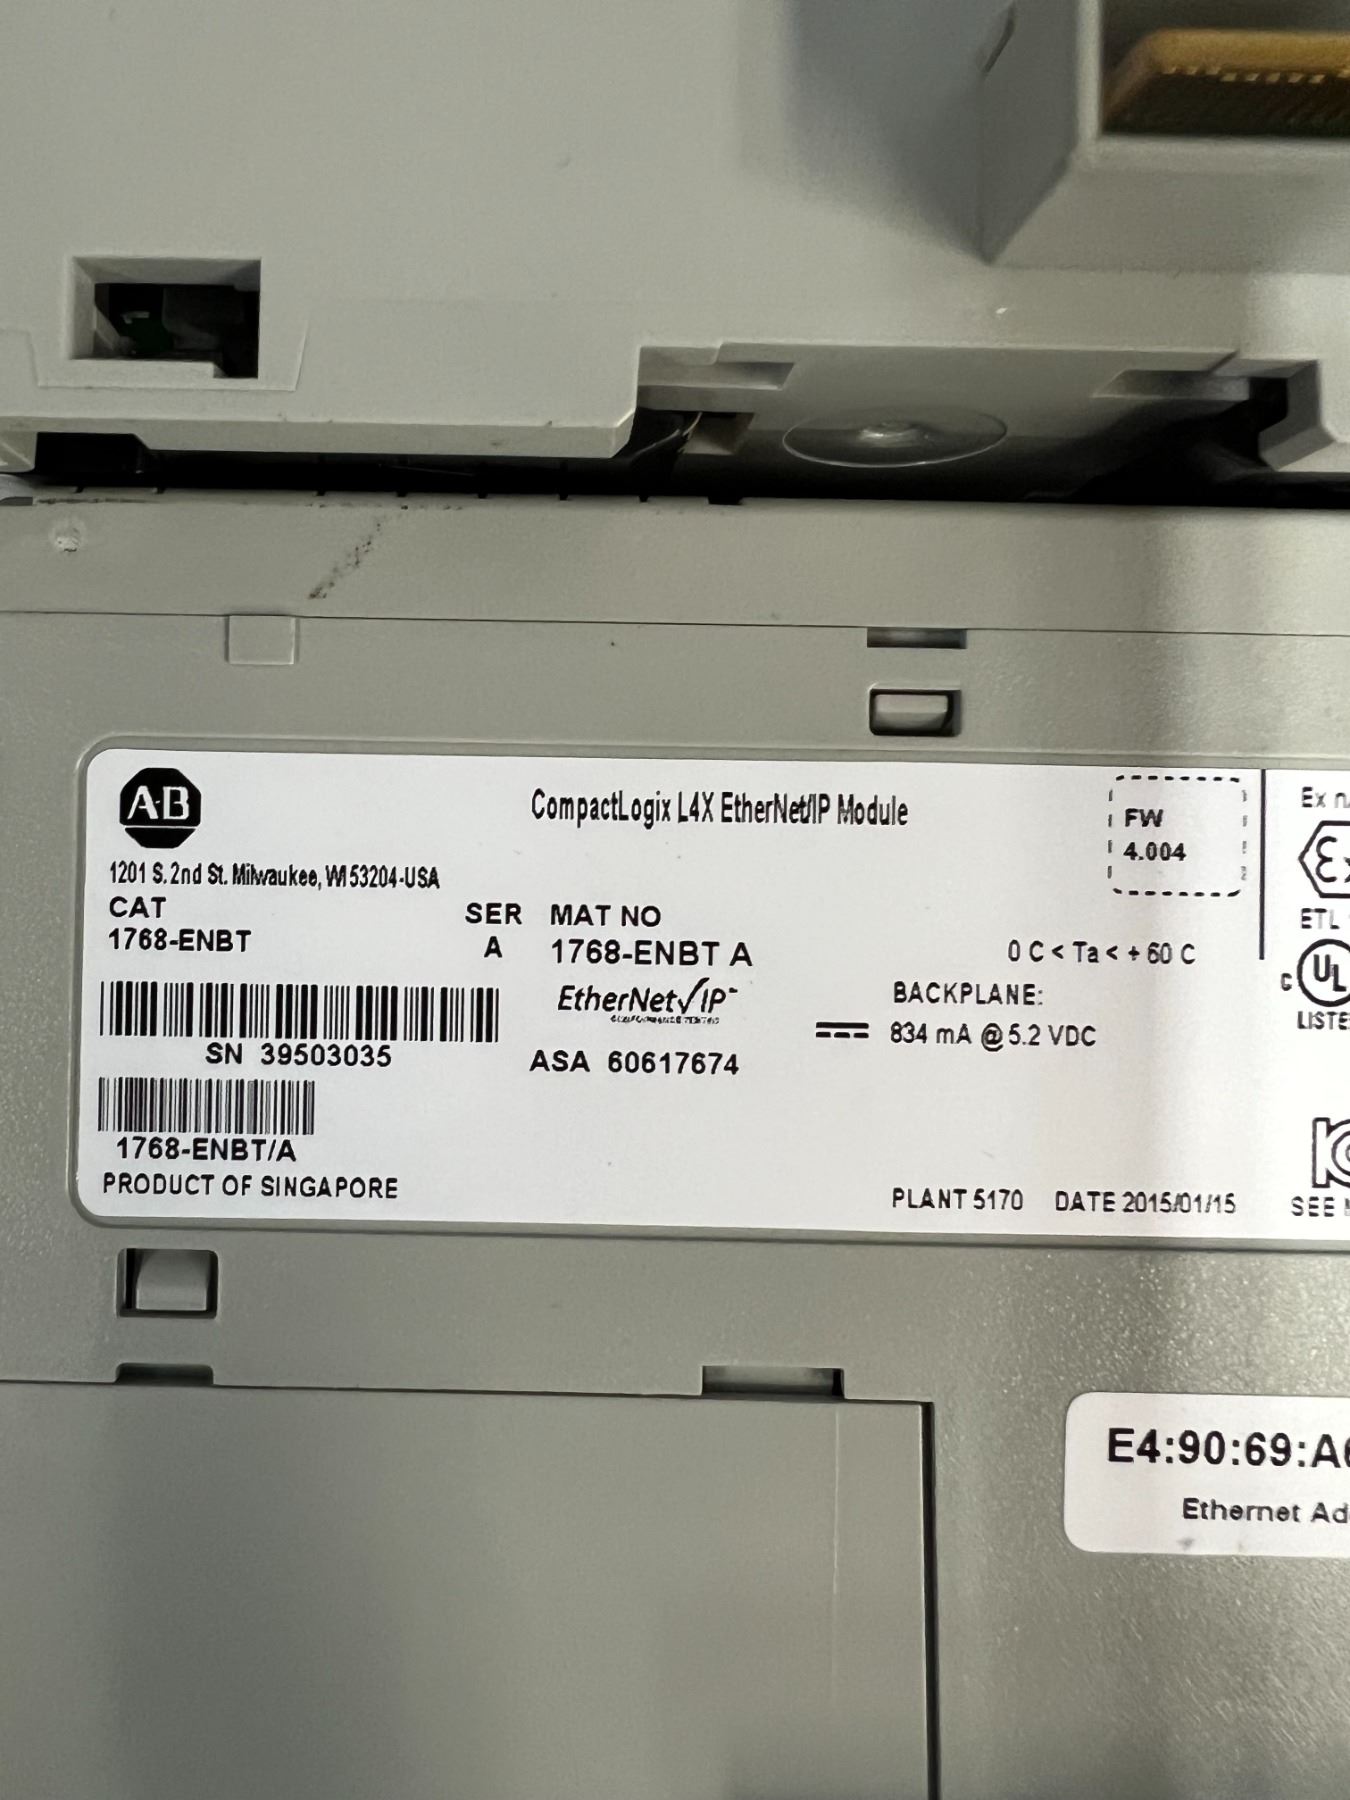 A·B
CompactLogix L4X EtherNet/IP Module
FW
4.004
Ex
1201 S. 2nd St. Milwaukee, WI 53204-USA
CAT
1768-ENBT
SER
A
MAT NO
1768-ENBT A
0 C < Ta < + 60 C
ETL
EtherNet/IP
BACKPLANE:
834 mA @ 5.2 VDC
C UL
LISTE
SN 39503035
ASA 60617674
1768-ENBT/A
PRODUCT OF SINGAPORE
PLANT 5170 DATE 2015/01/15
SEE
E4:90:69:A6
Ethernet Ad